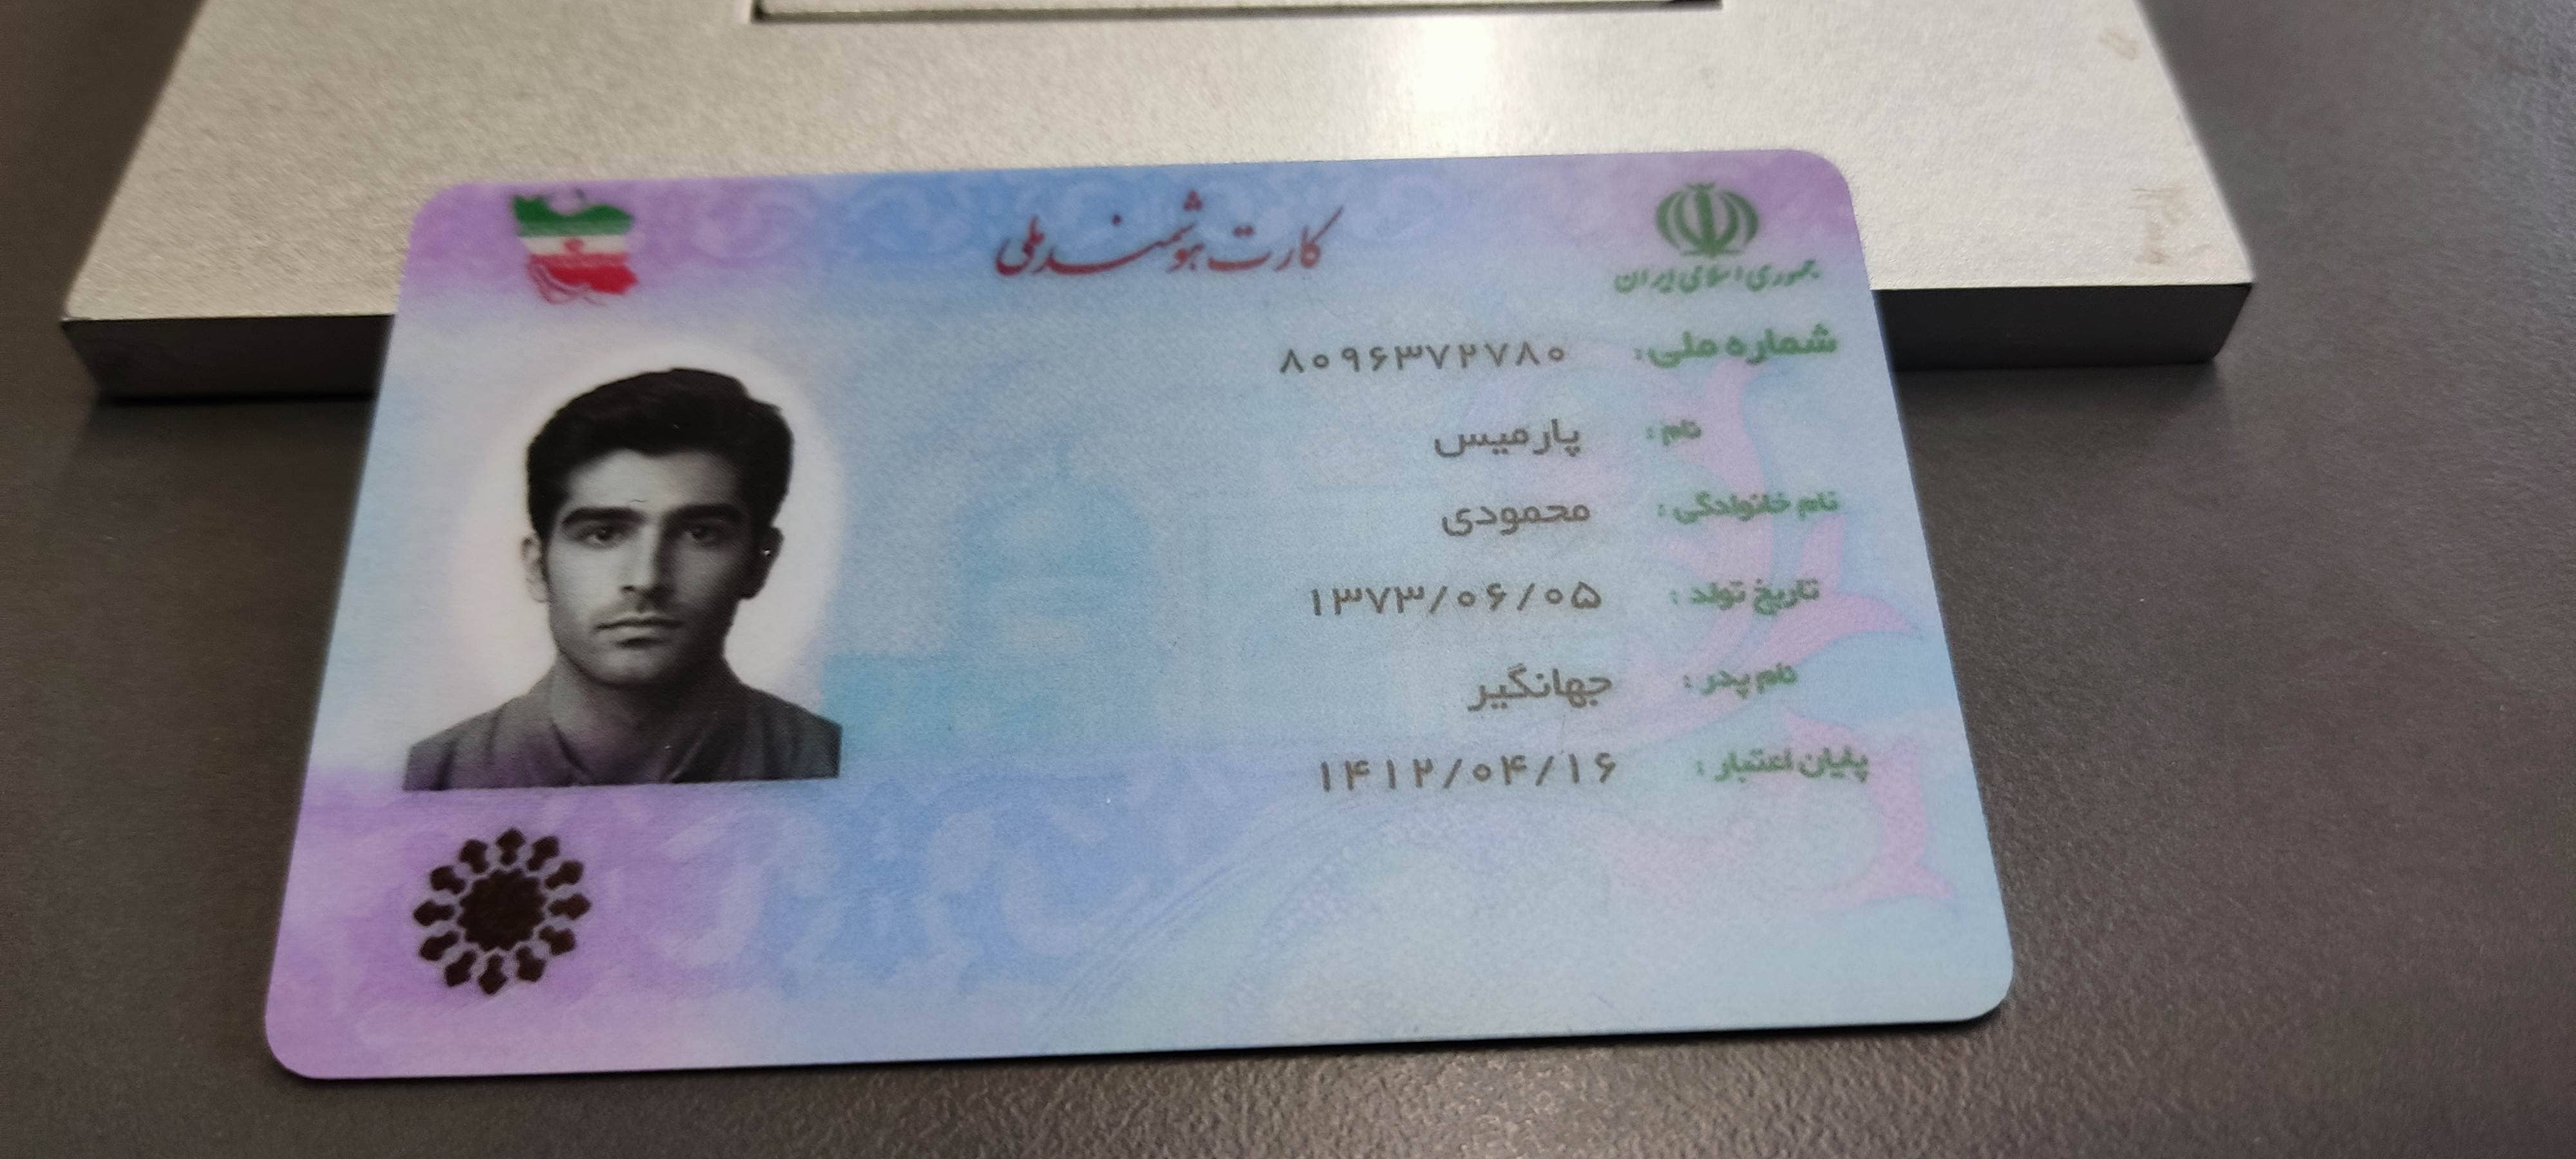 کارت هوشمند ملی
جمهوری اسلامی ایران
شماره ملی: ۸۰۹۶۳۷۲۷۸۰
نام: پارمیس
نام خانوادگی: محمودی
تاریخ تولد: ۱۳۷۳/۰۶/۰۵
نام پدر: جهانگیر
پایان اعتبار: ۱۴۱۲/۰۴/۱۶